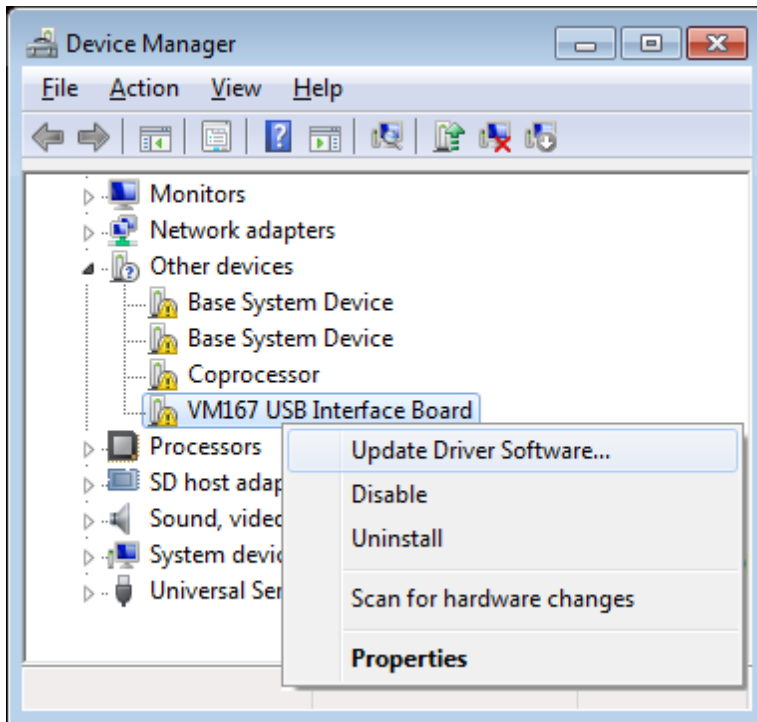 Device Manager
File Action View Help
Monitors
Network adapters
Other devices
Base System Device
Base System Device
Coprocessor
VM167 USB Interface Board
Processors
SD host adap
Sound, video
System devic
Universal Ser
Update Driver Software...
Disable
Uninstall
Scan for hardware changes
Properties